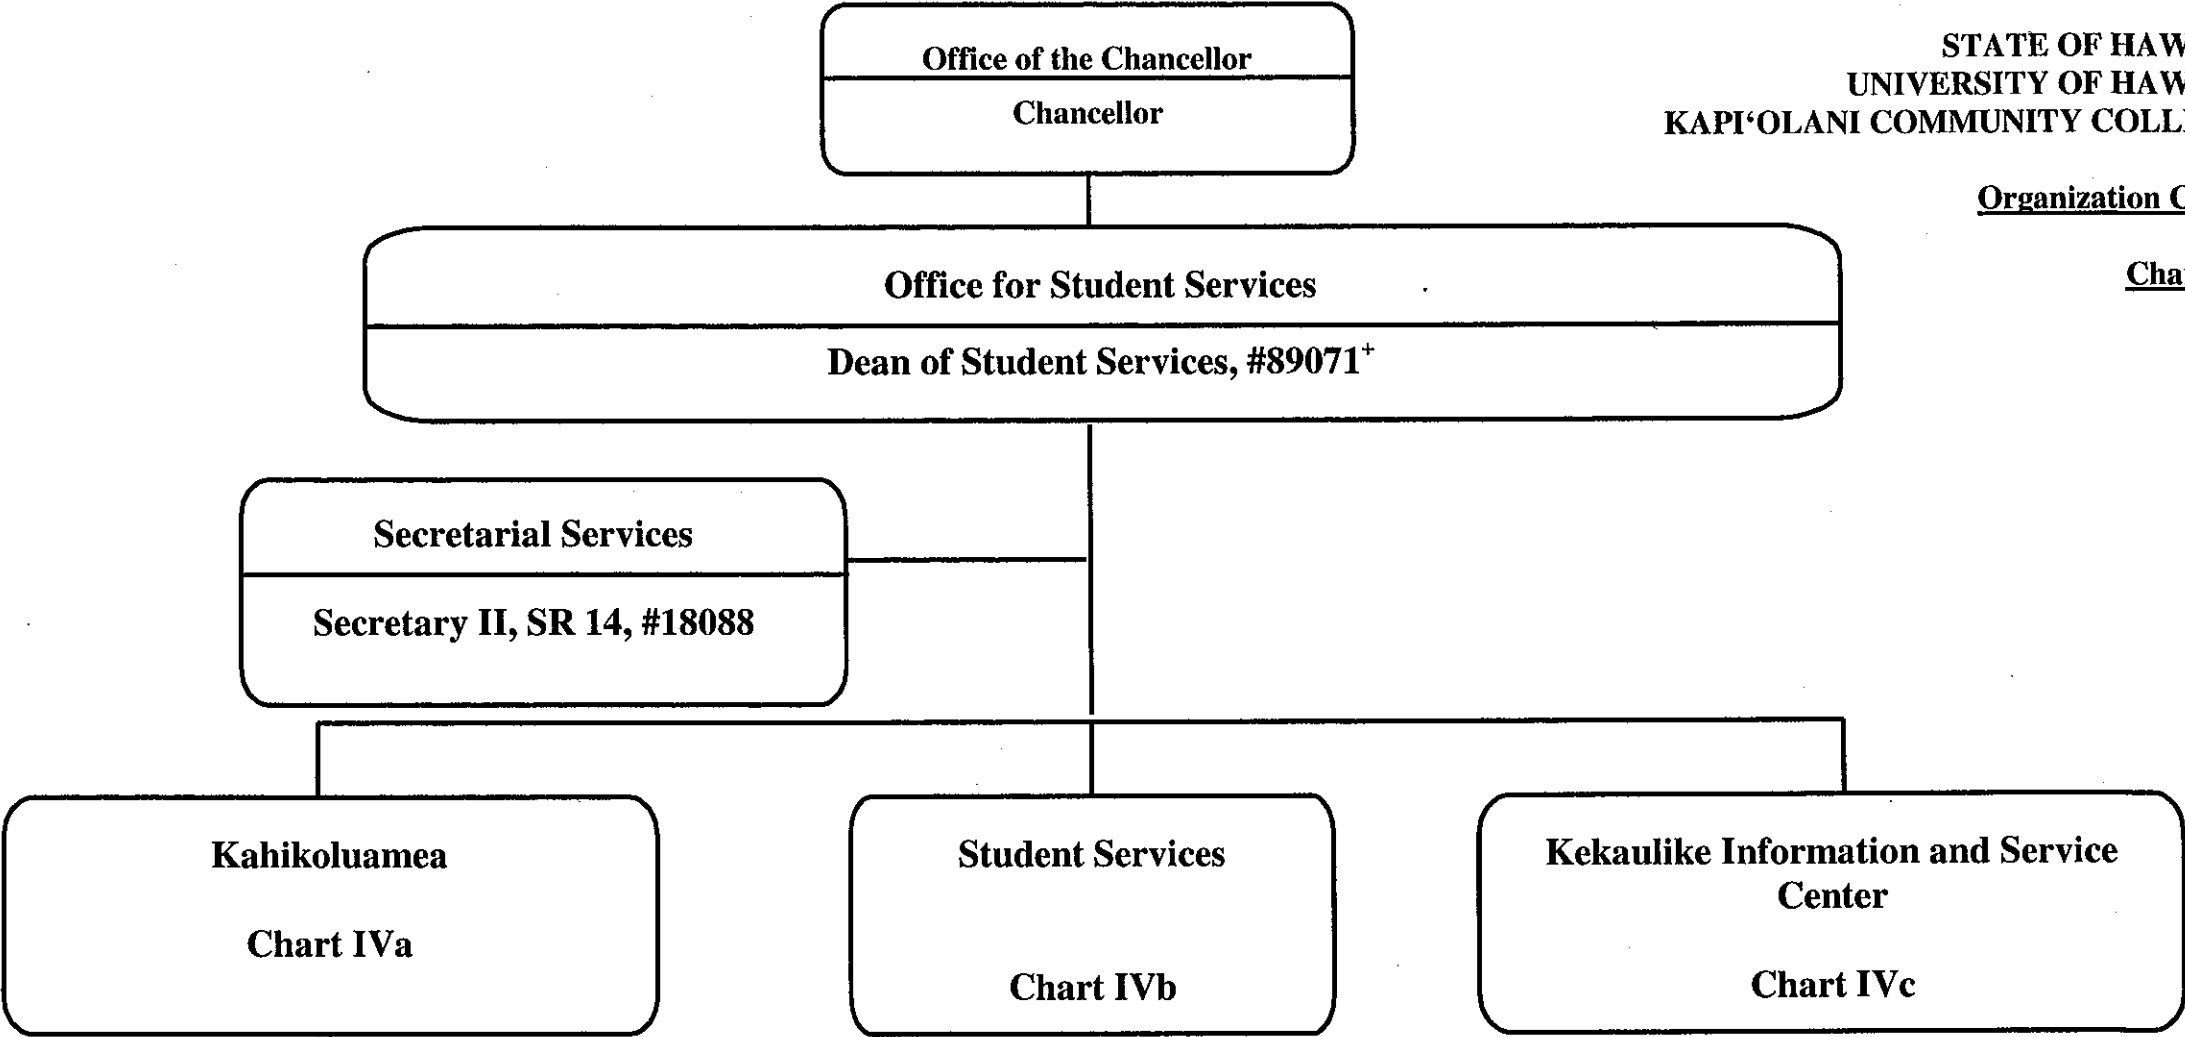 Office of the Chancellor
Chancellor
STATE OF HAW
UNIVERSITY OF HAW
KAPI‘OLANI COMMUNITY COLL
Organization C
Cha
Office for Student Services
Dean of Student Services, #89071⁺
Secretarial Services
Secretary II, SR 14, #18088
Kahikoluamea
Chart IVa
Student Services
Chart IVb
Kekaulike Information and Service
Center
Chart IVc